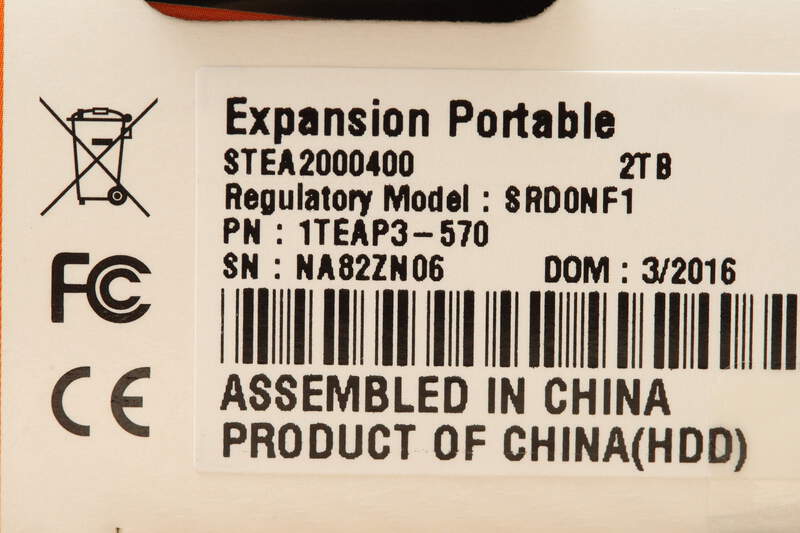 Expansion Portable
STEA2000400 2TB
Regulatory Model : SRD0NF1
PN : 1TEAP3-570
SN : NA82ZN06 DOM : 3/2016
FC
CE
ASSEMBLED IN CHINA
PRODUCT OF CHINA(HDD)